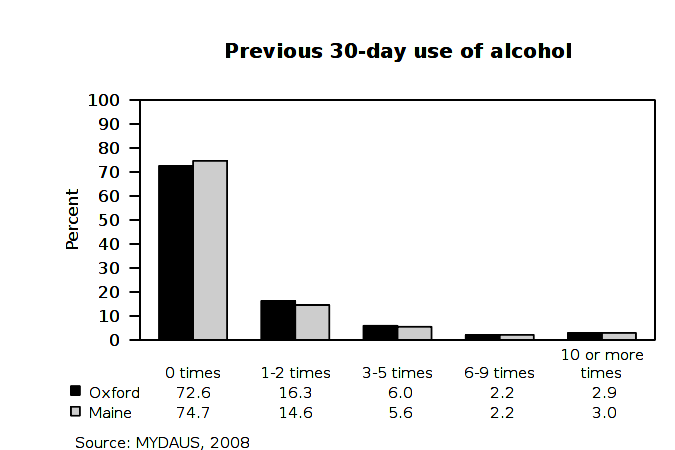 Previous 30-day use of alcohol
Percent
100
90
80
70
60
50
40
30
20
10
0
0 times 1-2 times 3-5 times 6-9 times 10 or more times
Oxford 72.6 16.3 6.0 2.2 2.9
Maine 74.7 14.6 5.6 2.2 3.0
Source: MYDAUS, 2008